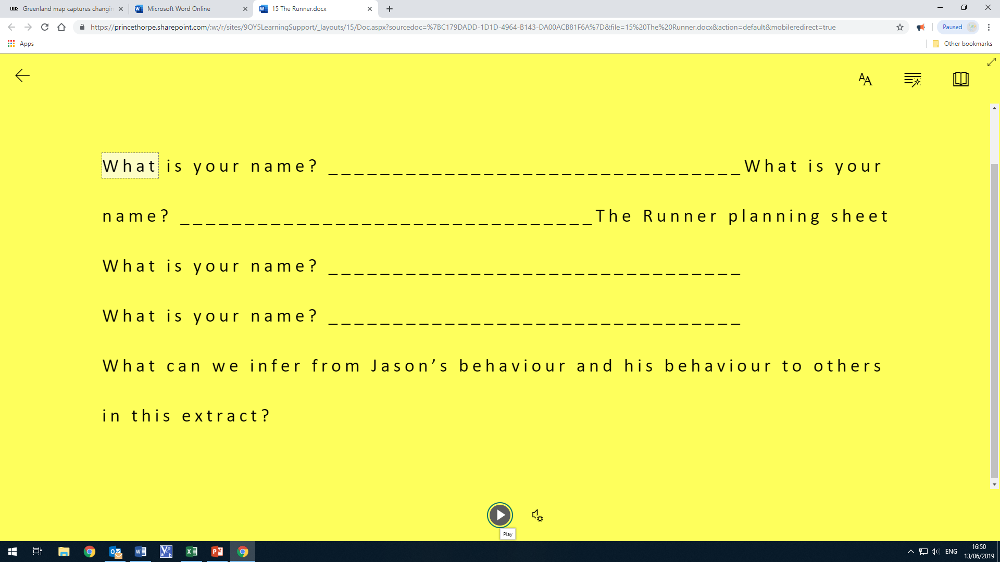 Greenland map captures changin
Microsoft Word Online
15 The Runner.docx
https://princethorpe.sharepoint.com/:w:/r/sites/9OY5LearningSupport/_layouts/15/Doc.aspx?sourcedoc=%7BC179DADD-1D1D-4964-B143-DA00ACB81F6A%7D&file=15%20The%20Runner.docx&action=default&mobileredirect=true
Paused
Apps
Other bookmarks
What is your name? ________________________________What is your
name? ________________________________The Runner planning sheet
What is your name? ________________________________
What is your name? ________________________________
What can we infer from Jason’s behaviour and his behaviour to others
in this extract?
Play
ENG
16:50
13/06/2019